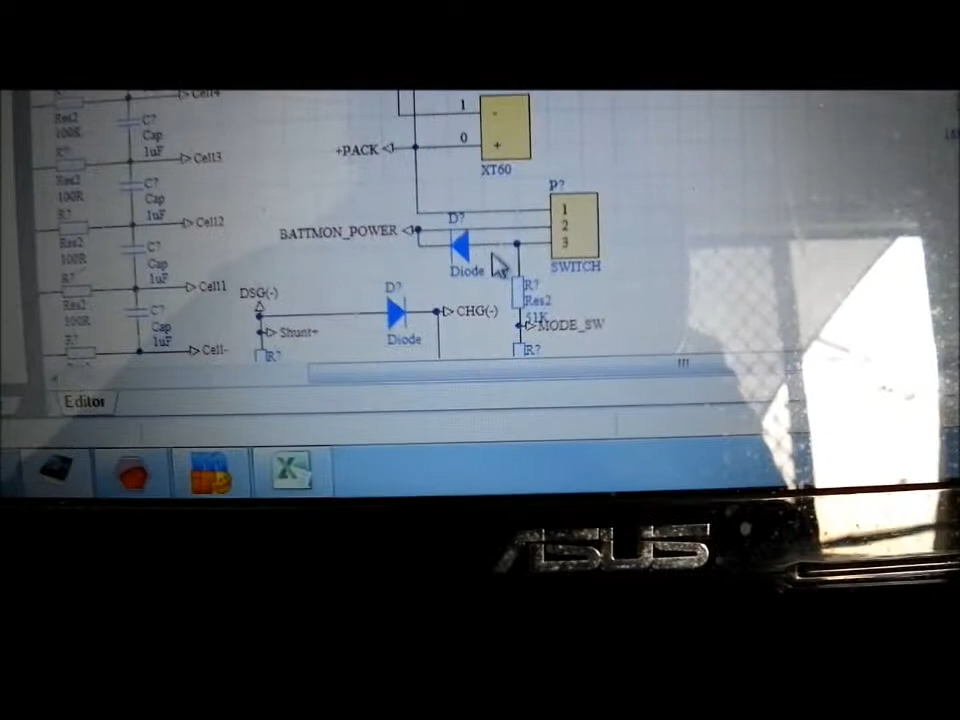 Cell4
Res2
100R
C?
Cap
1uF
Cell3
R?
Res2
100R
C?
Cap
1uF
Cell2
R?
Res2
100R
C?
Cap
1uF
Cell1
R?
Res2
100R
C?
Cap
1uF
Cell-
1
-
0
+
+PACK
XT60
P?
1
2
3
SWITCH
BATTMON_POWER
D?
Diode
R?
Res2
51K
MODE_SW
R?
DSG(-)
D?
Diode
CHG(-)
Shunt+
R?
Editor
ASUS